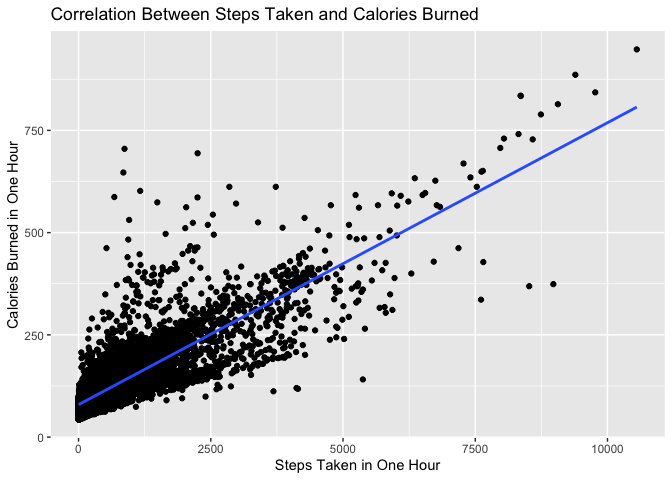 Correlation Between Steps Taken and Calories Burned
Calories Burned in One Hour
750
500
250
0
0 2500 5000 7500 10000
Steps Taken in One Hour